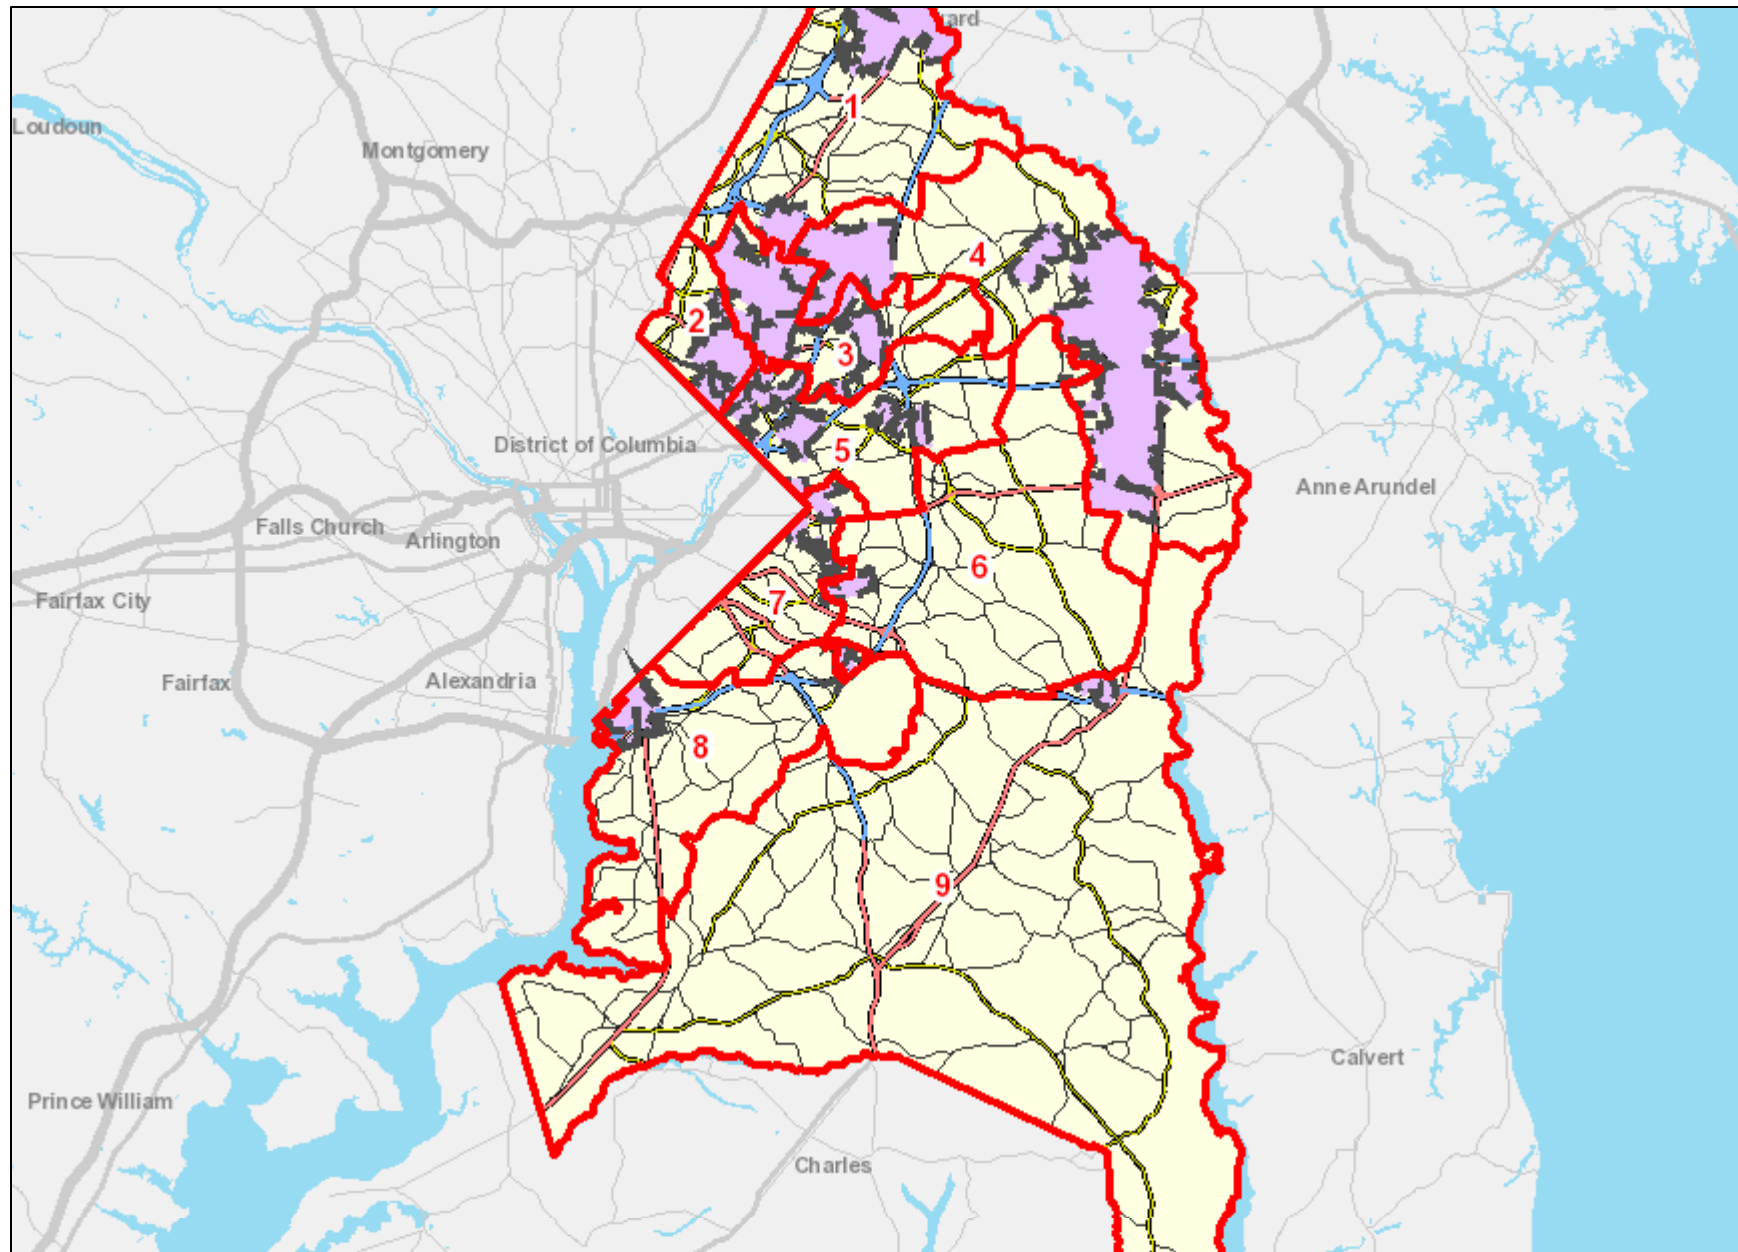 1
Loudoun
Montgomery
4
2
3
District of Columbia
5
Anne Arundel
Falls Church
Arlington
6
Fairfax City
7
Fairfax
Alexandria
8
9
Calvert
Prince William
Charles